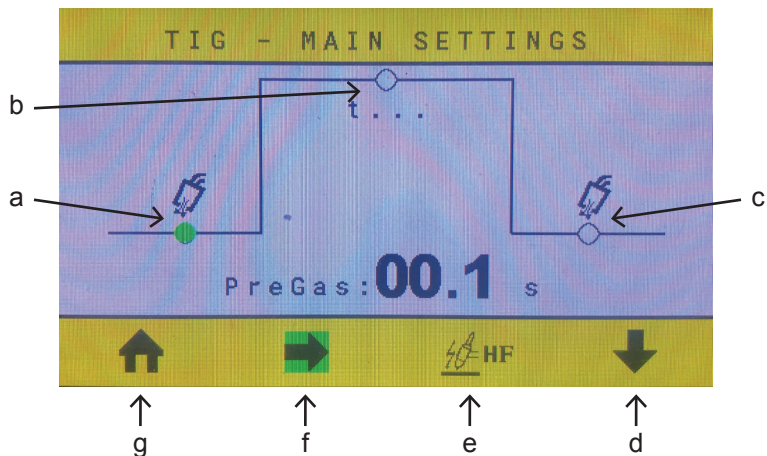 TIG - MAIN SETTINGS
b
t...
a
c
PreGas:00.1 s
HF
g
f
e
d